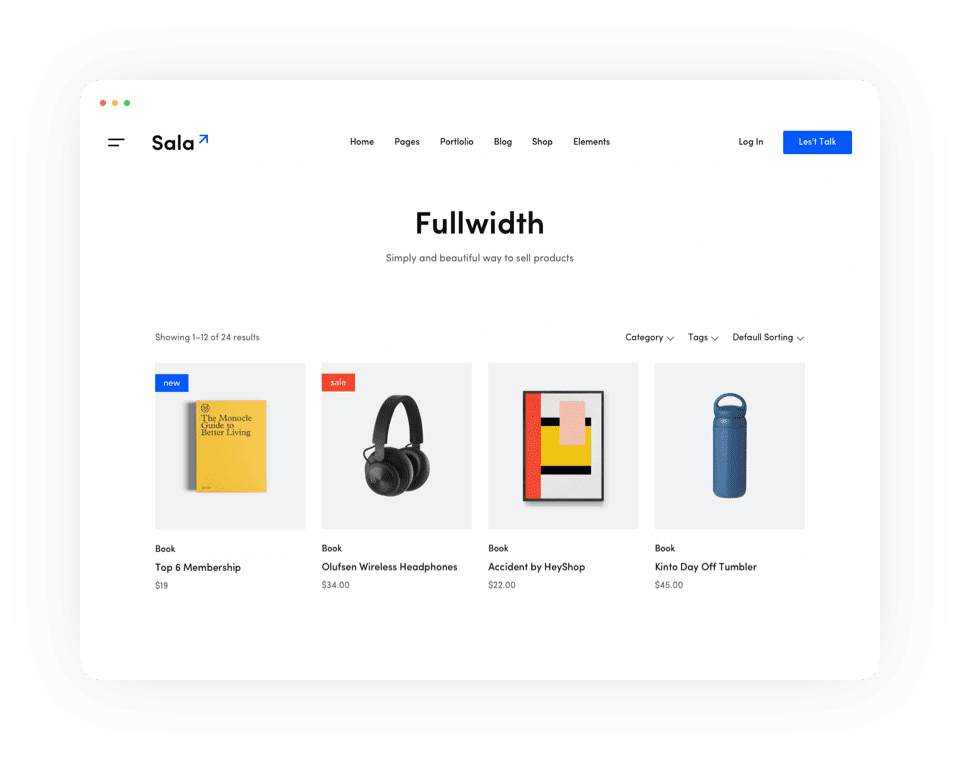 Sala
Home Pages Portlolio Blog Shop Elements
Log In Les't Talk
Fullwidth
Simply and beautiful way to sell products
Showing 1–12 of 24 results
Category Tags Defaull Sorting
new
The Monocle
Guide to
Better Living
sale
Book
Top 6 Membership
$19
Book
Olufsen Wireless Headphones
$34.00
Book
Accident by HeyShop
$22.00
Book
Kinto Day Off Tumbler
$45.00